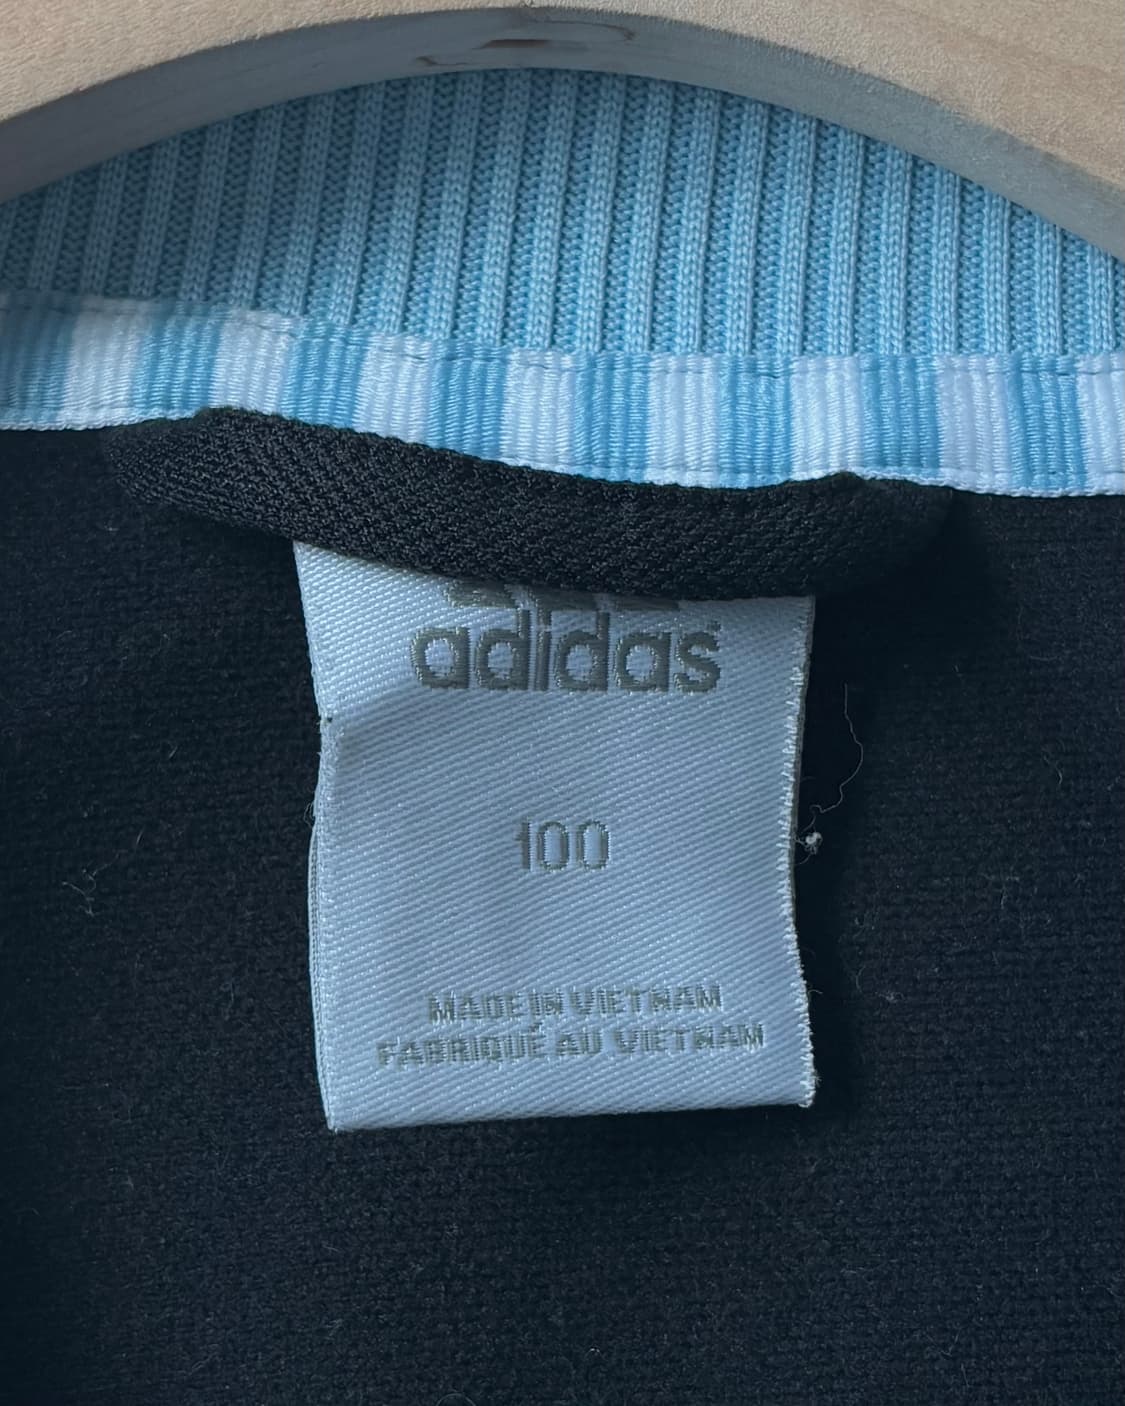 adidas
100
MADE IN VIETNAM
FABRIQUÉ AU VIETNAM